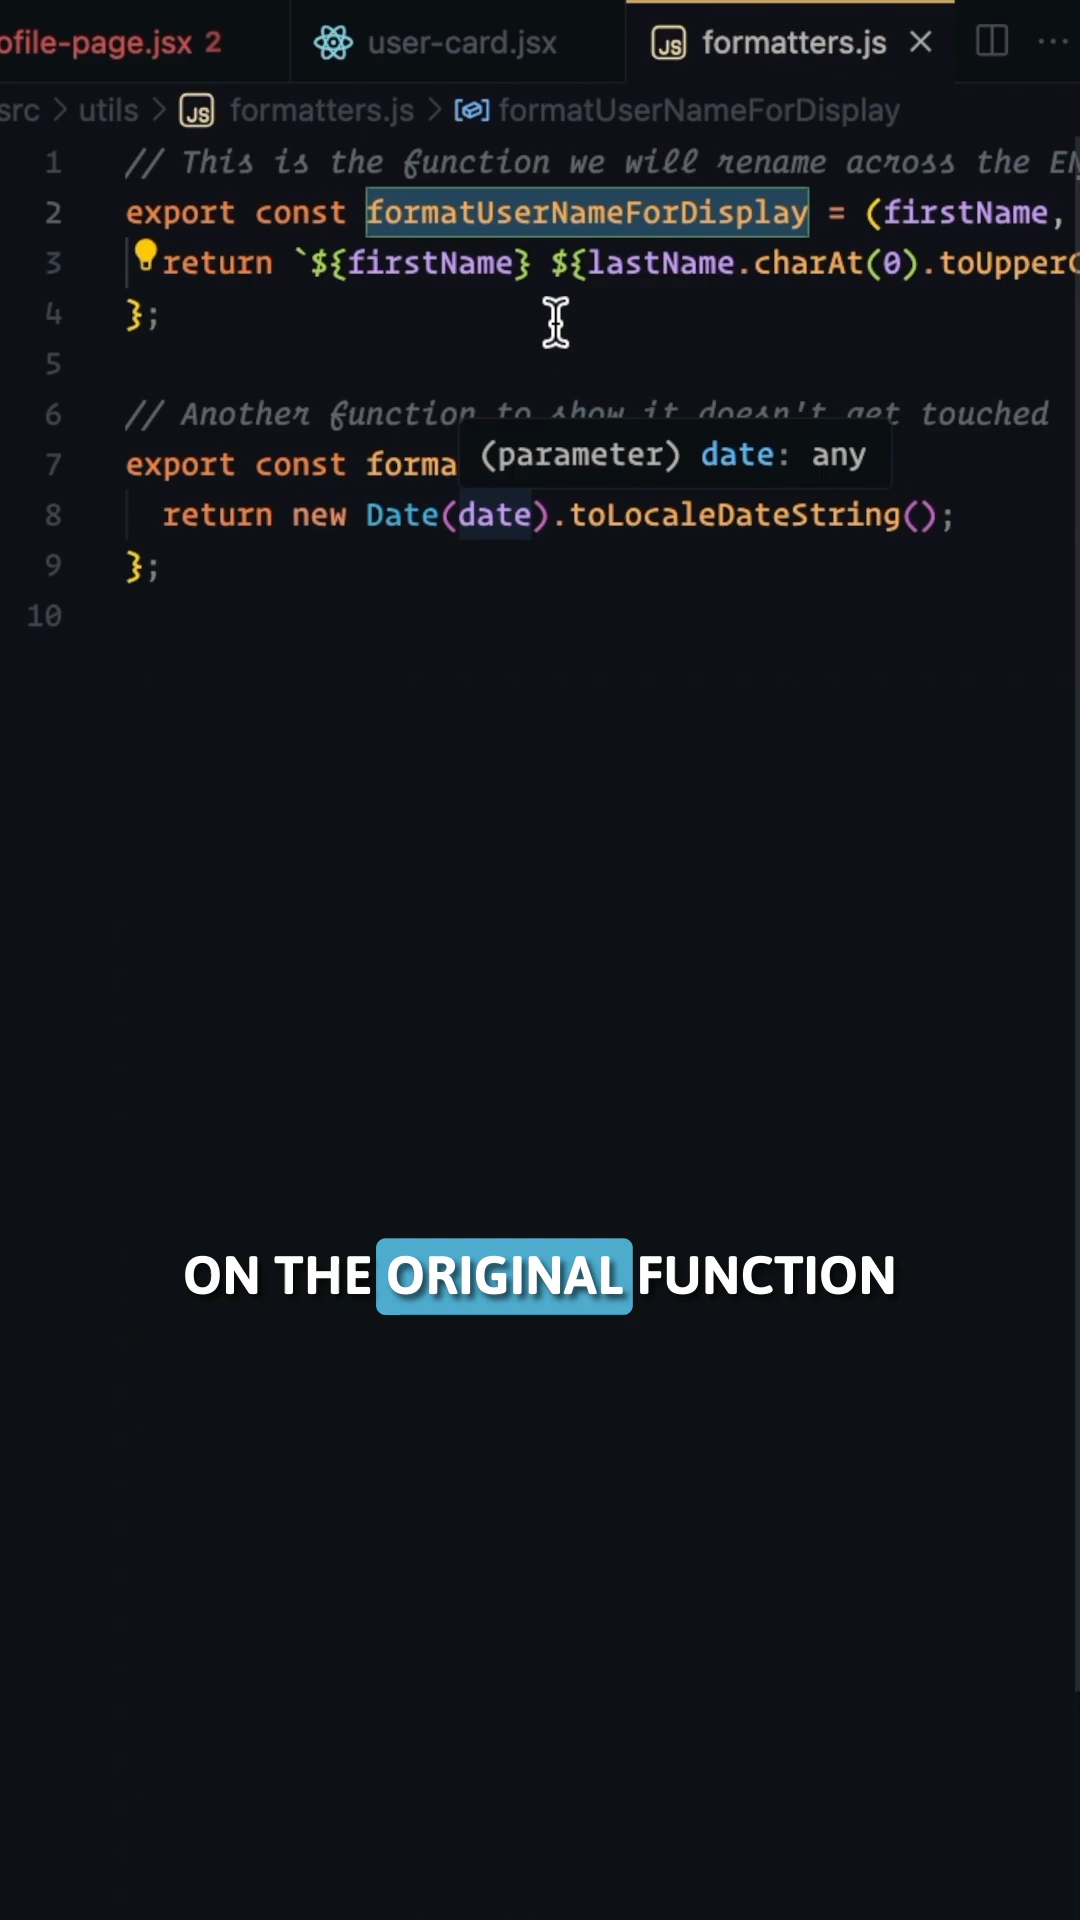 ofile-page.jsx 2 user-card.jsx JS formatters.js
src > utils > JS formatters.js > formatUserNameForDisplay
1 // This is the function we will rename across the
2 export const formatUserNameForDisplay = (firstName,
3 return `${firstName} ${lastName.charAt(0).toUpperC
4 };
5
6 // Another function to show it doesn't get touched
(parameter) date: any
7 export const forma
8 return new Date(date).toLocaleDateString();
9 };
10
ON THE ORIGINAL FUNCTION